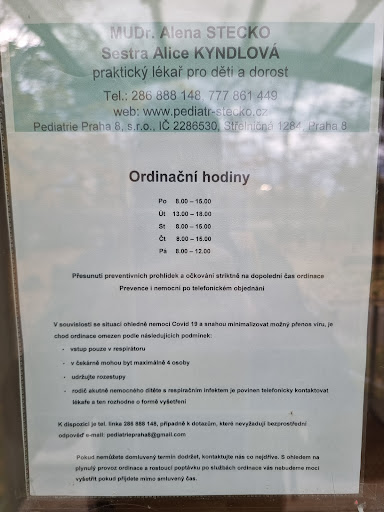 MUDr. Alena STECKO
Sestra Alice KYNDLOVÁ
praktický lékař pro děti a dorost
Tel.: 286 888 148, 777 861 449
web: www.pediatr-stecko.cz
Pediatrie Praha 8, s.r.o., IČ 2286530, Střelničná 1284, Praha 8
Ordinační hodiny
Po 8.00 – 15.00
Út 13.00 – 18.00
St 8.00 – 15.00
Čt 8.00 – 15.00
Pá 8.00 – 12.00
Přesunutí preventivních prohlídek a očkování striktně na dopolední čas ordinace
Prevence i nemocní po telefonickém objednání
V souvislosti se situací ohledně nemoci Covid 19 a snahou minimalizovat možný přenos víru, je
chod ordinace omezen podle následujících podmínek:
- vstup pouze v respirátoru
- v čekárně mohou byt maximálně 4 osoby
- udržujte rozestupy
- rodič akutně nemocného dítěte s respiračním infektem je povinen telefonicky kontaktovat
lékaře a ten rozhodne o formě vyšetření
K dispozici je tel. linka 286 888 148, případně k dotazům, které nevyžadují bezprostřední
odpověď e-mail: pediatriepraha8@gmail.com
Pokud nemůžete domluvený termín dodržet, kontaktujte nás co nejdříve. S ohledem na
plynulý provoz ordinace a rostoucí poptávku po službách ordinace vás nebudeme moci
vyšetřit pokud přijdete mimo smluvený čas.